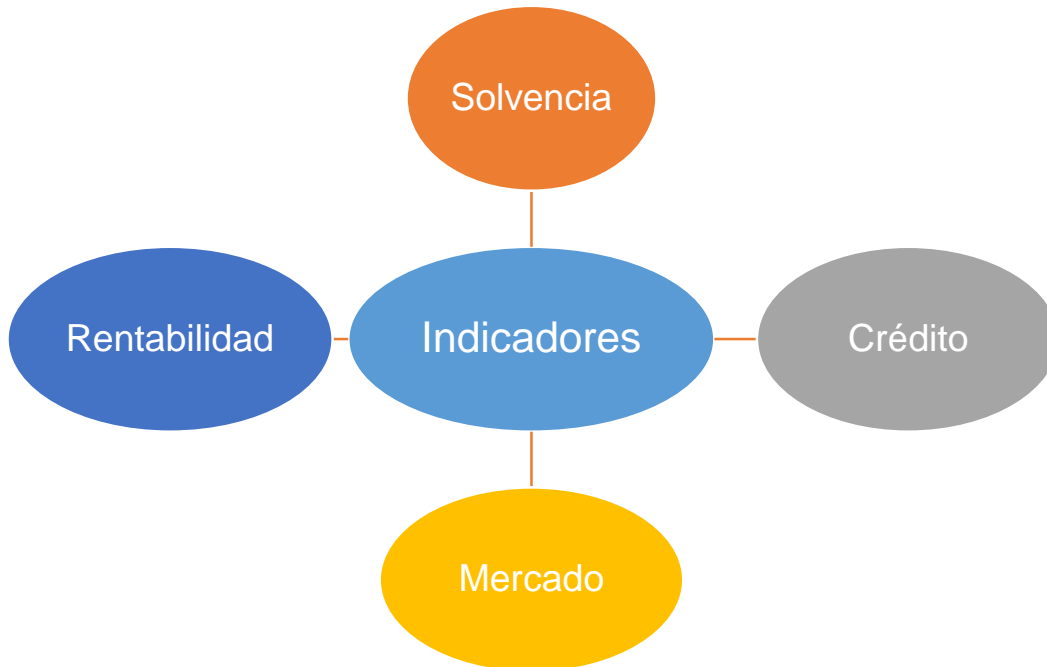 Solvencia
Rentabilidad
Indicadores
Crédito
Mercado